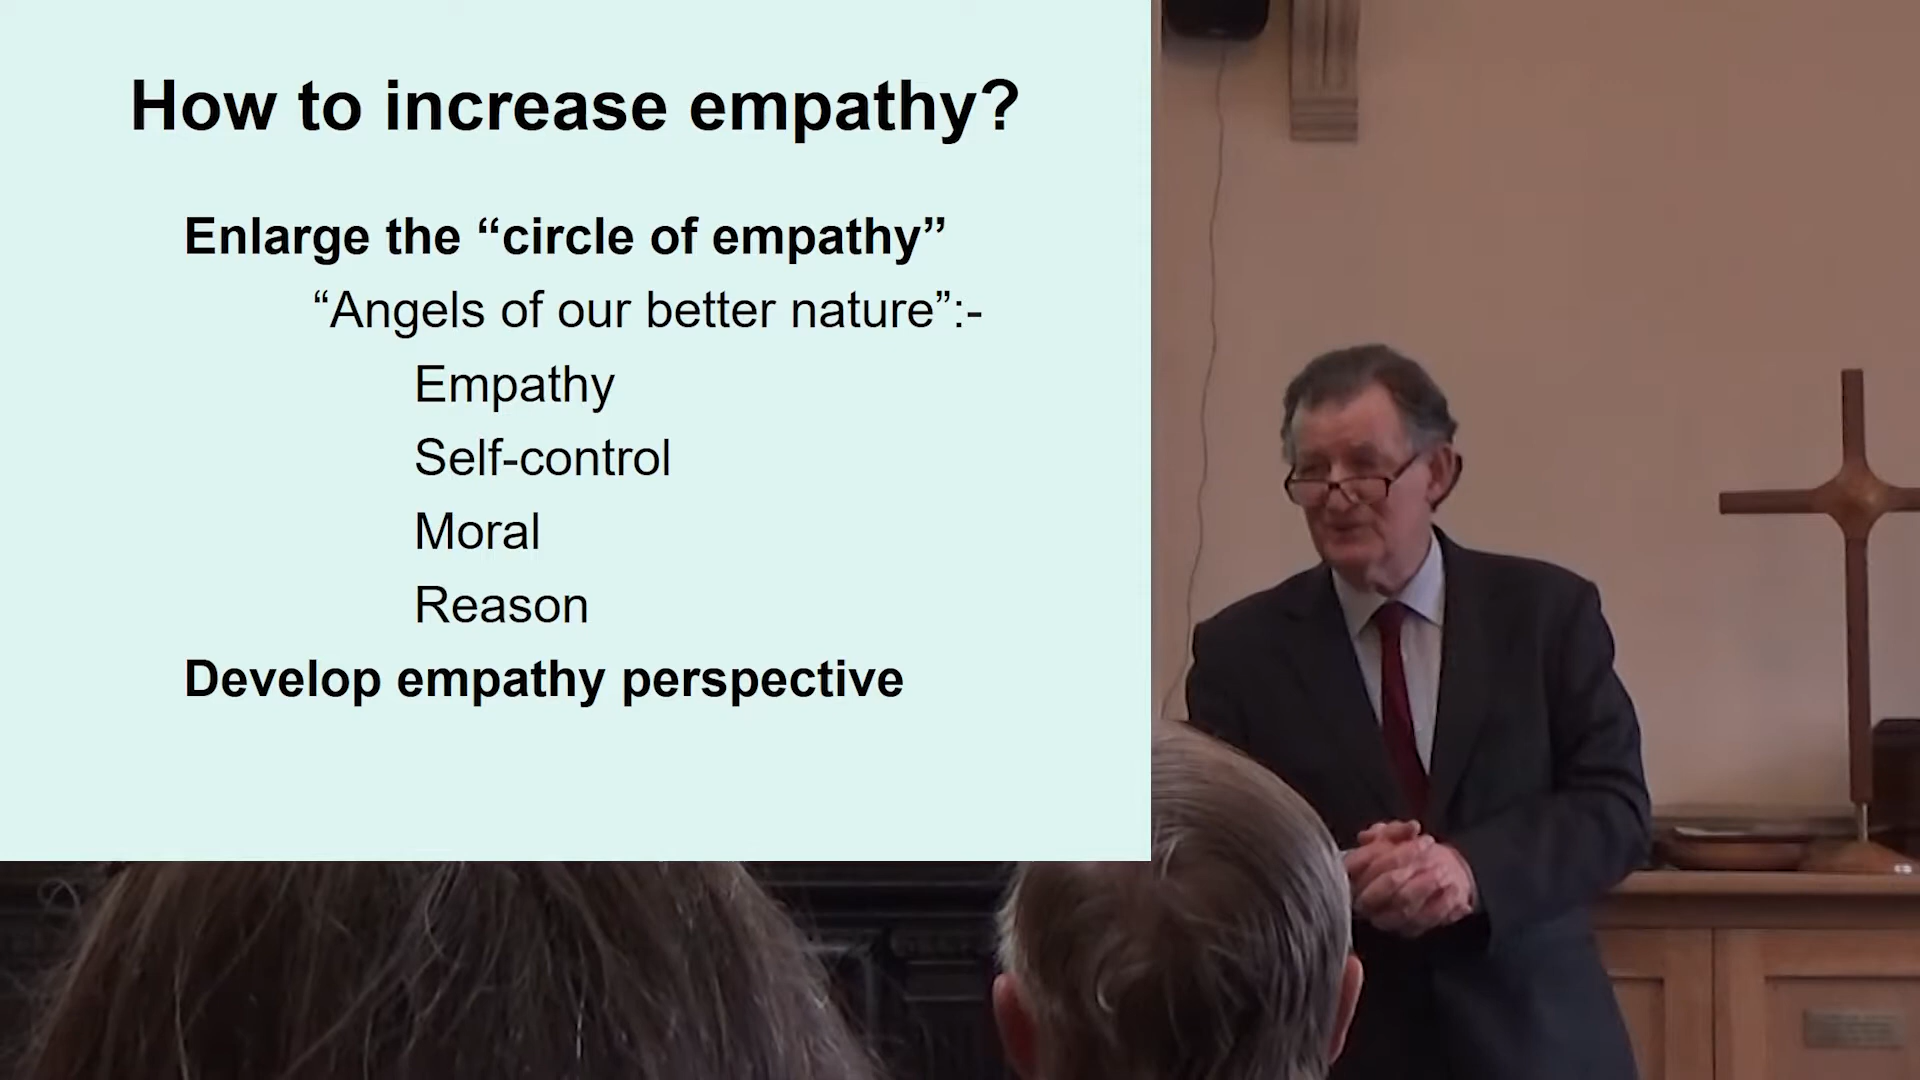 How to increase empathy?
Enlarge the “circle of empathy”
“Angels of our better nature”:-
Empathy
Self-control
Moral
Reason
Develop empathy perspective